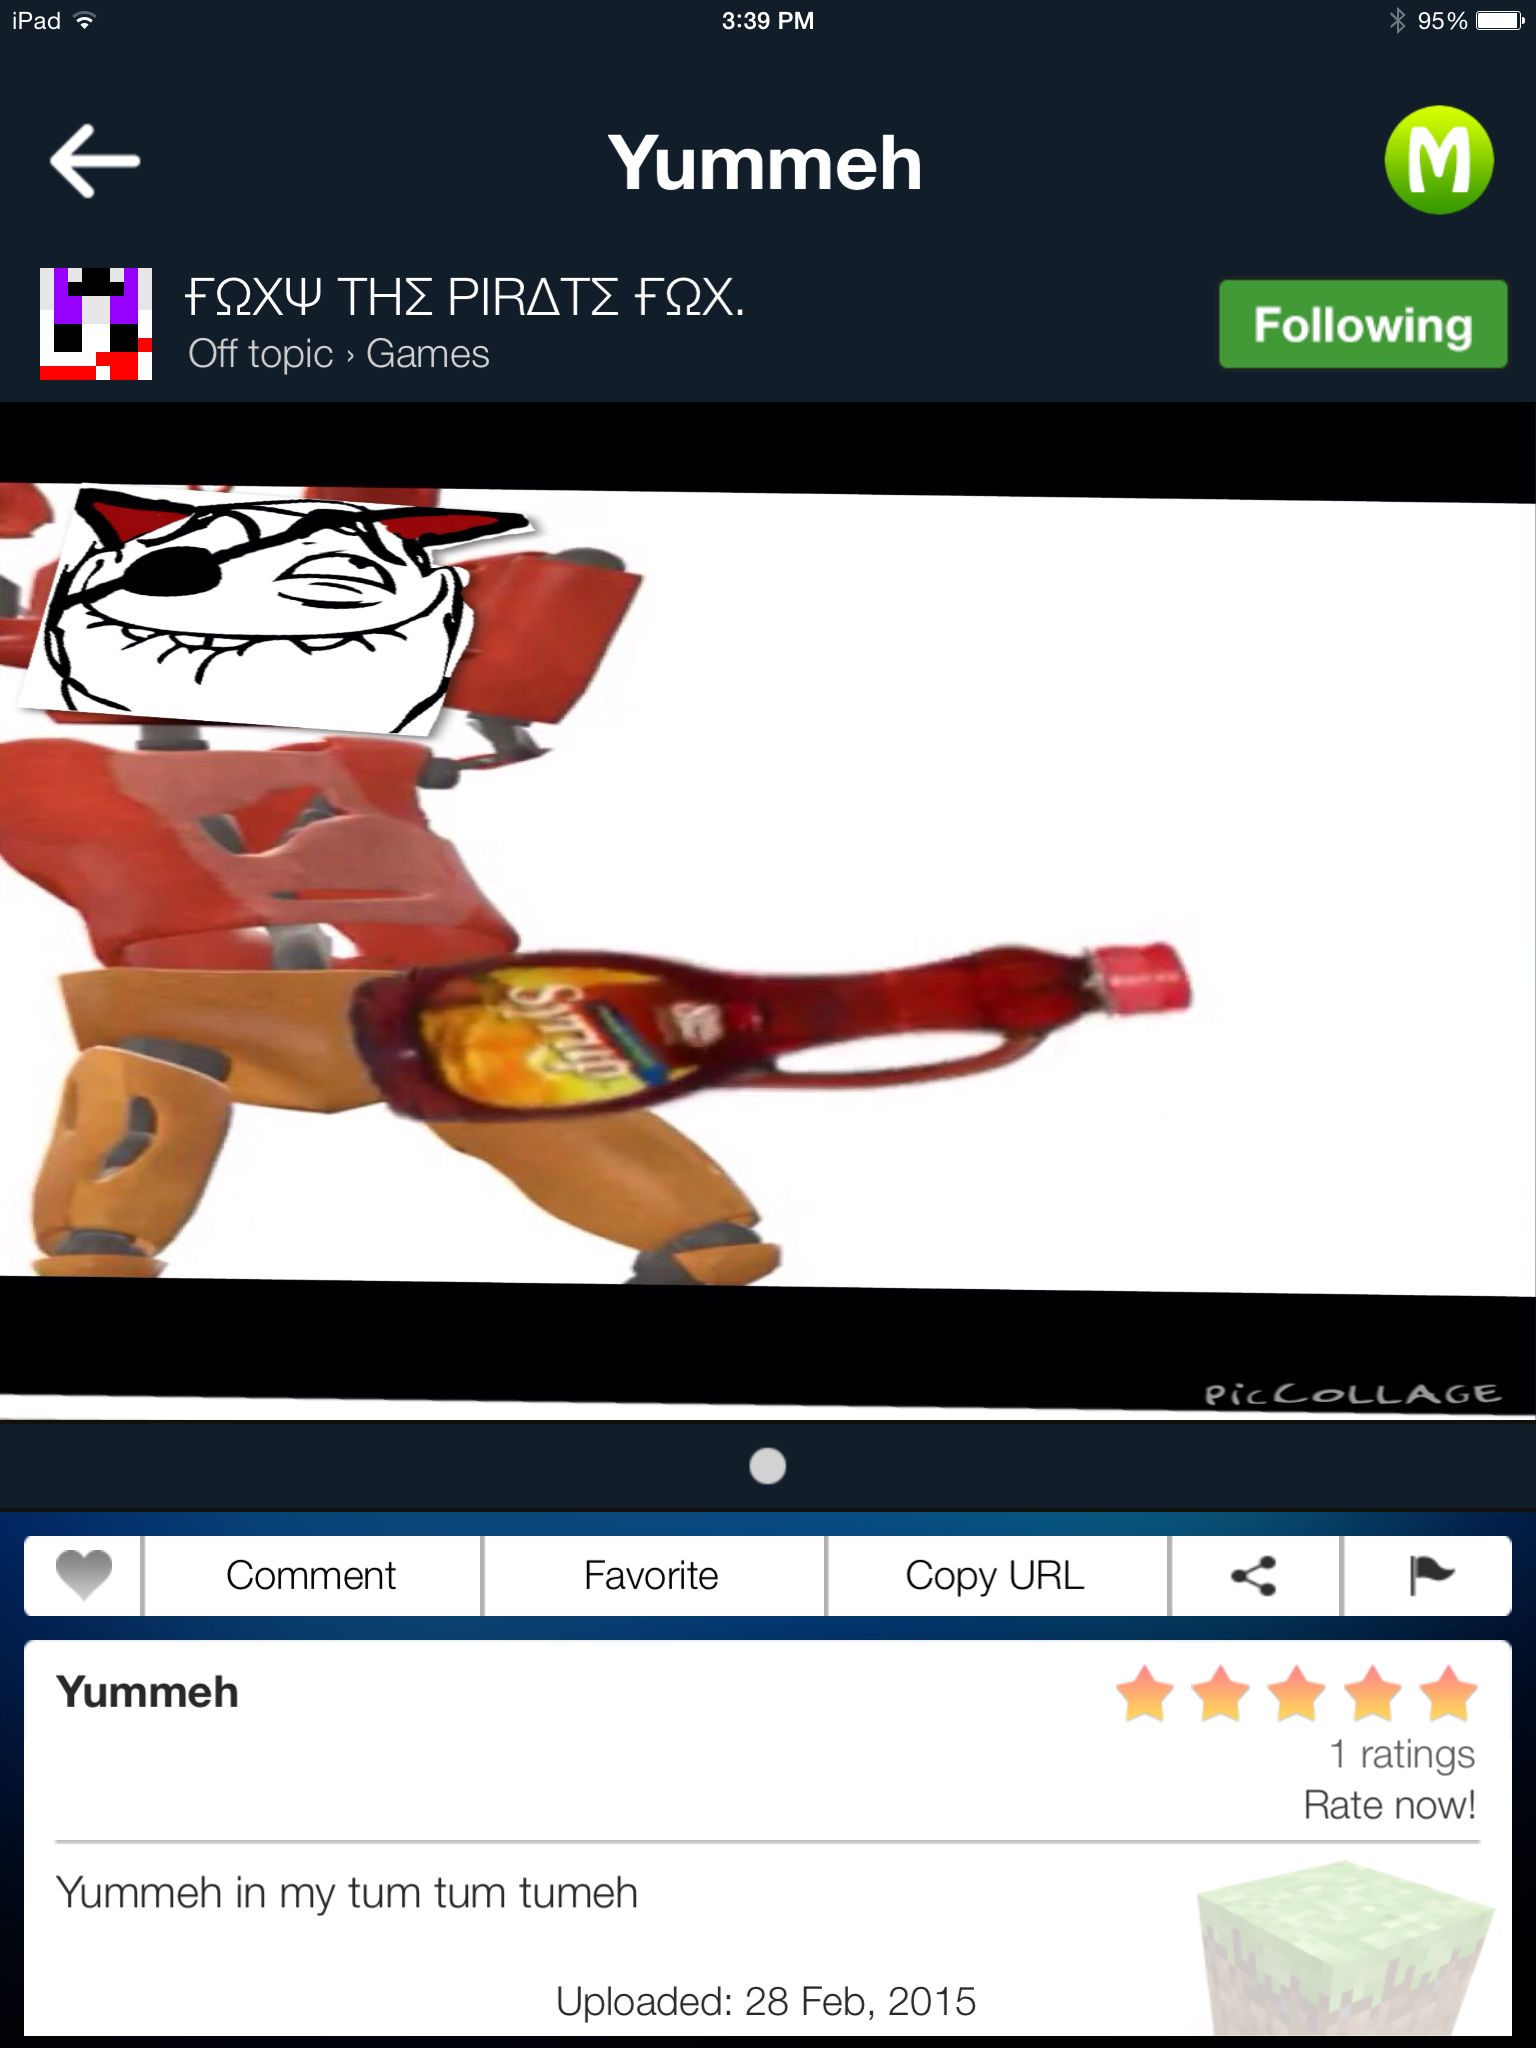 iPad
3:39 PM
95%
Yummeh
M
ҒΩXΨ THΣ PIRΔTΣ ҒΩX.
Off topic › Games
Following
Syrup
PicCOLLAGE
Comment
Favorite
Copy URL
Yummeh
1 ratings
Rate now!
Yummeh in my tum tum tumeh
Uploaded: 28 Feb, 2015